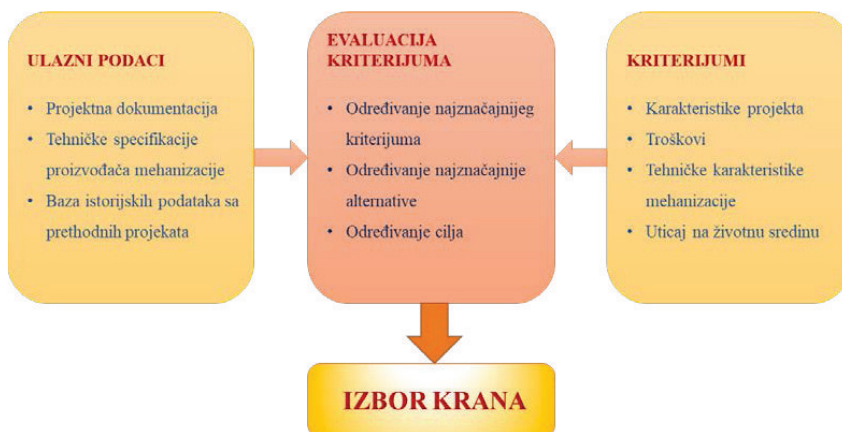 ULAZNI PODACI
• Projektna dokumentacija
• Tehničke specifikacije
proizvođača mehanizacije
• Baza istorijskih podataka sa
prethodnih projekata
EVALUACIJA
KRITERIJUMA
• Određivanje najznačajnijeg
kriterijuma
• Određivanje najznačajnije
alternative
• Određivanje cilja
KRITERIJUMI
• Karakteristike projekta
• Troškovi
• Tehničke karakteristike
mehanizacije
• Uticaj na životnu sredinu
IZBOR KRANA